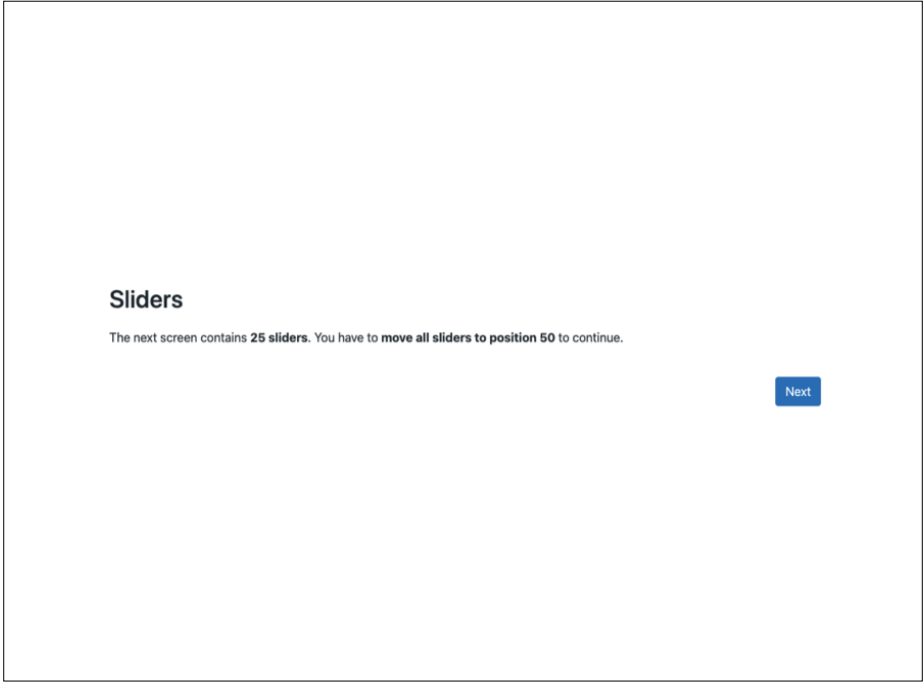 Sliders
The next screen contains 25 sliders. You have to move all sliders to position 50 to continue.
Next